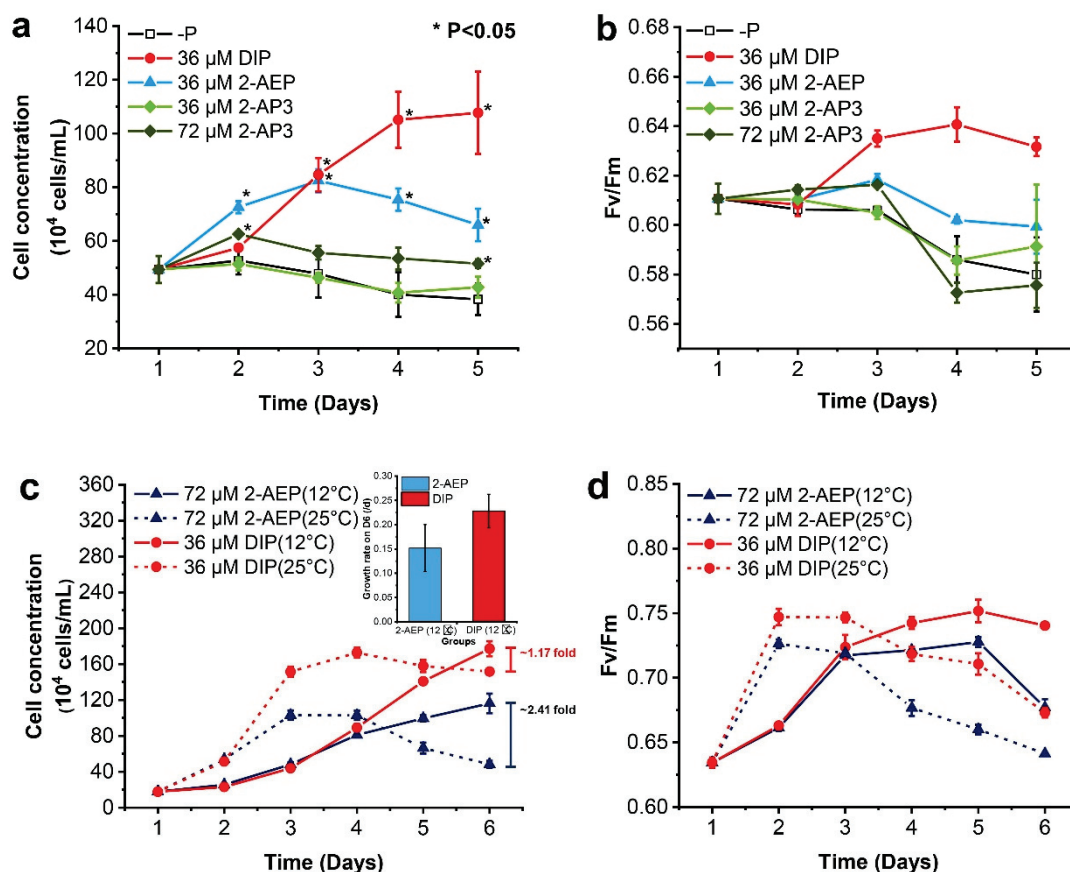 a
-P
36 µM DIP
36 µM 2-AEP
36 µM 2-AP3
72 µM 2-AP3
* P<0.05
140
120
100
80
60
40
20
Cell concentration
(10⁴ cells/mL)
* * * * * * * * *
1 2 3 4 5
Time (Days)
b
-P
36 µM DIP
36 µM 2-AEP
36 µM 2-AP3
72 µM 2-AP3
0.68
0.66
0.64
0.62
0.60
0.58
0.56
Fv/Fm
1 2 3 4 5
Time (Days)
c
72 µM 2-AEP(12°C)
72 µM 2-AEP(25°C)
36 µM DIP(12°C)
36 µM DIP(25°C)
360
320
280
240
200
160
120
80
40
0
Cell concentration
(10⁴ cells/mL)
2-AEP
DIP
0.30
0.25
0.20
0.15
0.10
0.05
0.00
Growth rate on D6 (/d)
2-AEP (12 C) DIP (12 C)
Groups
~1.17 fold
~2.41 fold
1 2 3 4 5 6
Time (Days)
d
72 µM 2-AEP(12°C)
72 µM 2-AEP(25°C)
36 µM DIP(12°C)
36 µM DIP(25°C)
0.85
0.80
0.75
0.70
0.65
0.60
Fv/Fm
1 2 3 4 5 6
Time (Days)